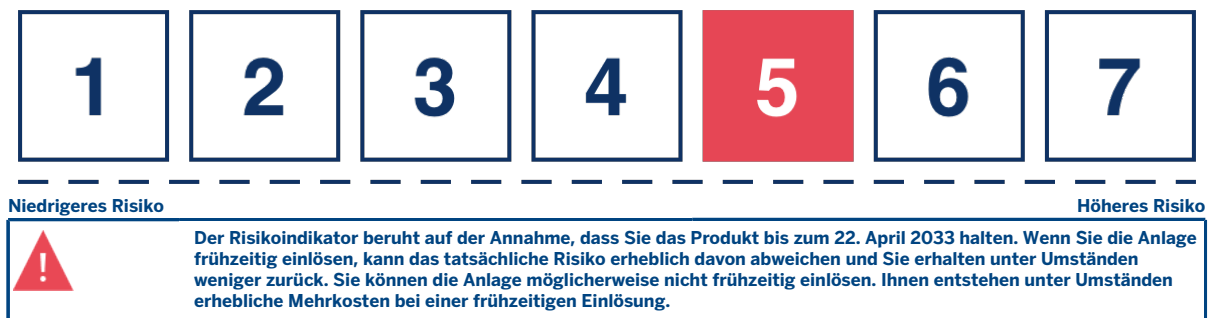 1 2 3 4 5 6 7
Niedrigeres Risiko Höheres Risiko
!
Der Risikoindikator beruht auf der Annahme, dass Sie das Produkt bis zum 22. April 2033 halten. Wenn Sie die Anlage
frühzeitig einlösen, kann das tatsächliche Risiko erheblich davon abweichen und Sie erhalten unter Umständen
weniger zurück. Sie können die Anlage möglicherweise nicht frühzeitig einlösen. Ihnen entstehen unter Umständen
erhebliche Mehrkosten bei einer frühzeitigen Einlösung.